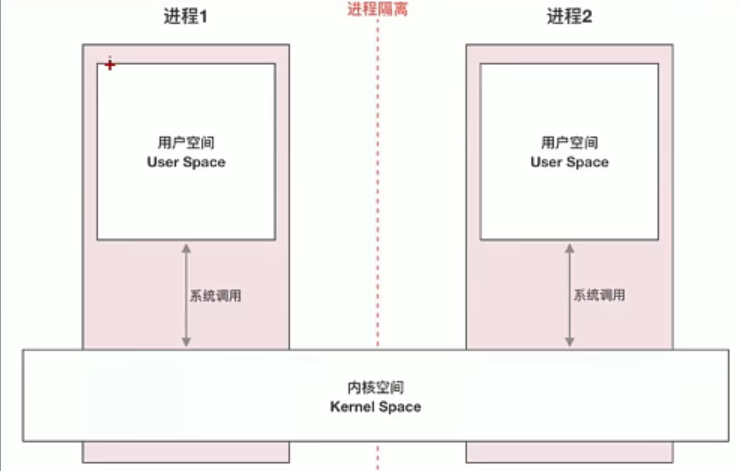 进程1
进程隔离
进程2
用户空间
User Space
用户空间
User Space
系统调用
系统调用
内核空间
Kernel Space